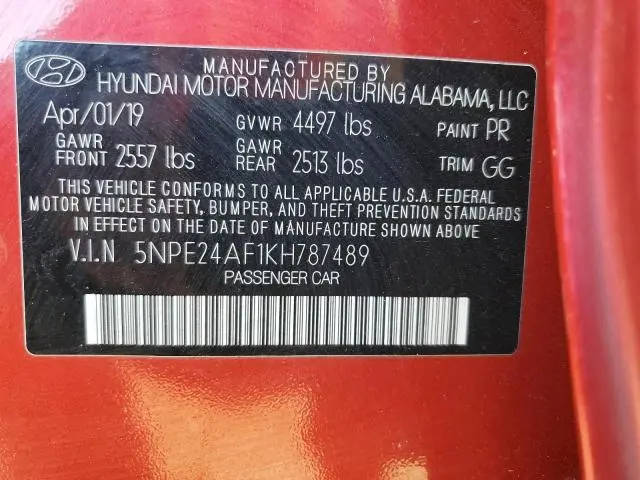 MANUFACTURED BY
HYUNDAI MOTOR MANUFACTURING ALABAMA, LLC
Apr/01/19 GVWR 4497 lbs PAINT PR
GAWR FRONT 2557 lbs GAWR REAR 2513 lbs TRIM GG
THIS VEHICLE CONFORMS TO ALL APPLICABLE U.S.A. FEDERAL
MOTOR VEHICLE SAFETY, BUMPER, AND THEFT PREVENTION STANDARDS
IN EFFECT ON THE DATE OF MANUFACTURE SHOWN ABOVE.
V.I.N 5NPE24AF1KH787489
PASSENGER CAR